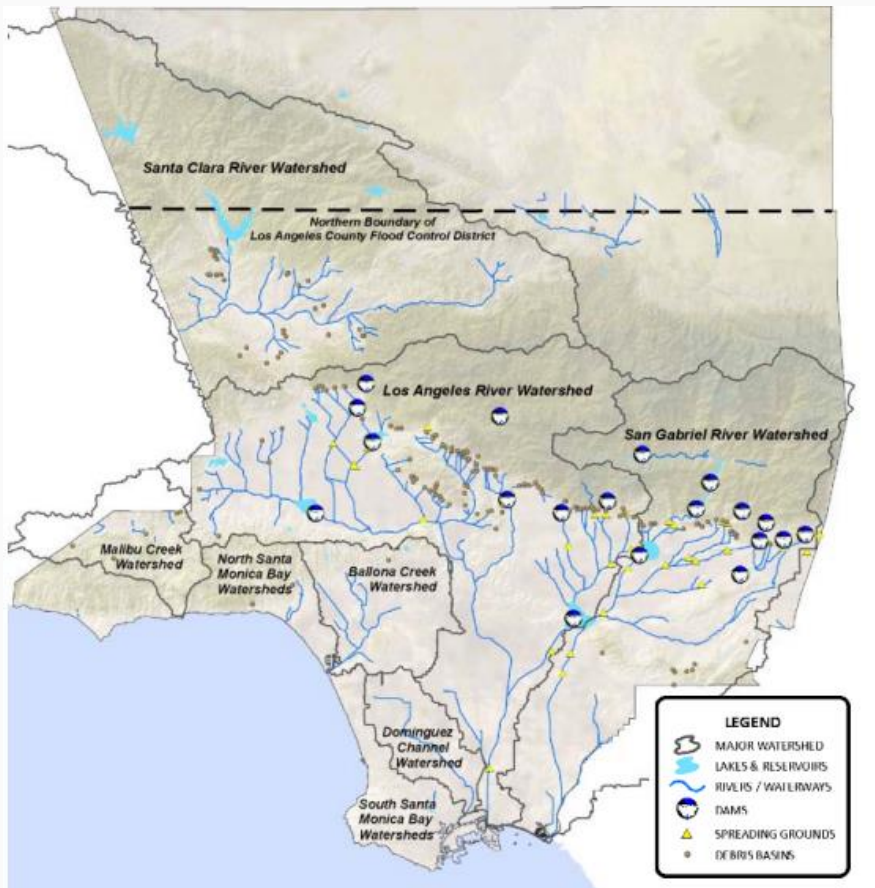 Santa Clara River Watershed
Northern Boundary of
Los Angeles County Flood Control District
Los Angeles River Watershed
San Gabriel River Watershed
Malibu Creek
Watershed
North Santa
Monica Bay
Watersheds
Ballona Creek
Watershed
Dominguez
Channel
Watershed
South Santa
Monica Bay
Watersheds
LEGEND
MAJOR WATERSHED
LAKES & RESERVOIRS
RIVERS / WATERWAYS
DAMS
SPREADING GROUNDS
DEBRIS BASINS